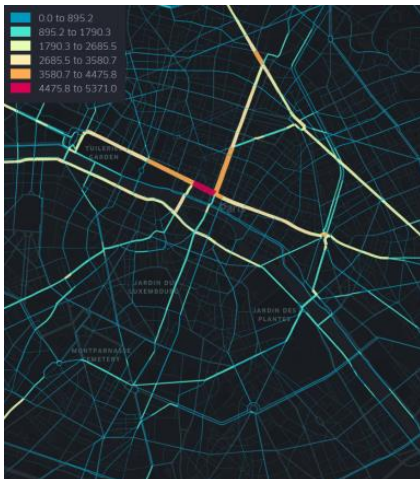 0.0 to 895.2
895.2 to 1790.3
1790.3 to 2685.5
2685.5 to 3580.7
3580.7 to 4475.8
4475.8 to 5371.0
TUILERIES
GARDEN
JARDIN DU
LUXEMBOURG
JARDIN DES
PLANTES
MONTPARNASSE
CEMETERY